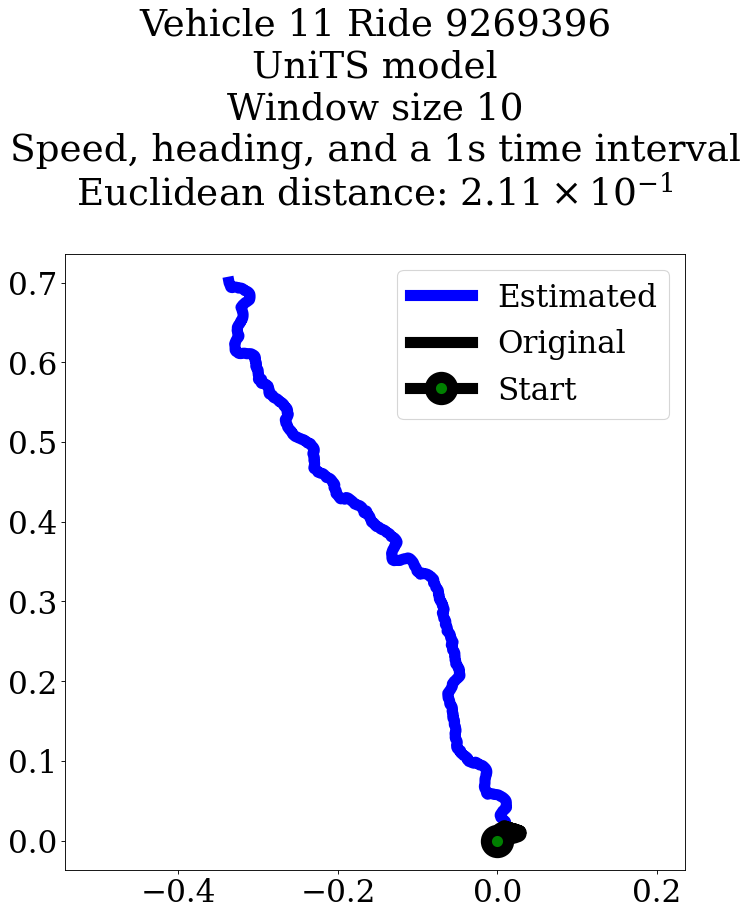 Vehicle 11 Ride 9269396
UniTS model
Window size 10
Speed, heading, and a 1s time interval
Euclidean distance: 2.11 × 10⁻¹
Estimated
Original
Start
0.7
0.6
0.5
0.4
0.3
0.2
0.1
0.0
−0.4 −0.2 0.0 0.2